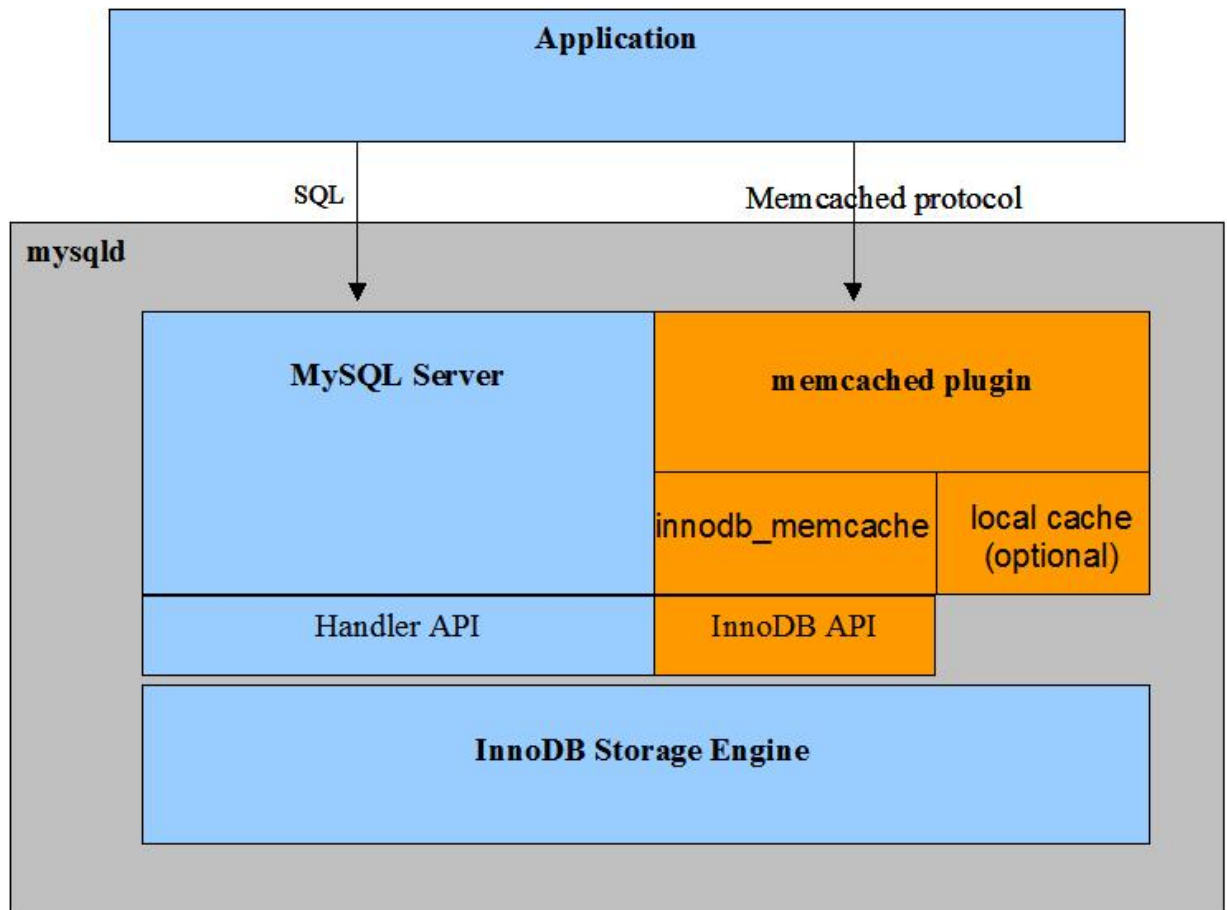 Application
SQL
Memcached protocol
mysqld
MySQL Server
memcached plugin
innodb_memcache
local cache
(optional)
Handler API
InnoDB API
InnoDB Storage Engine